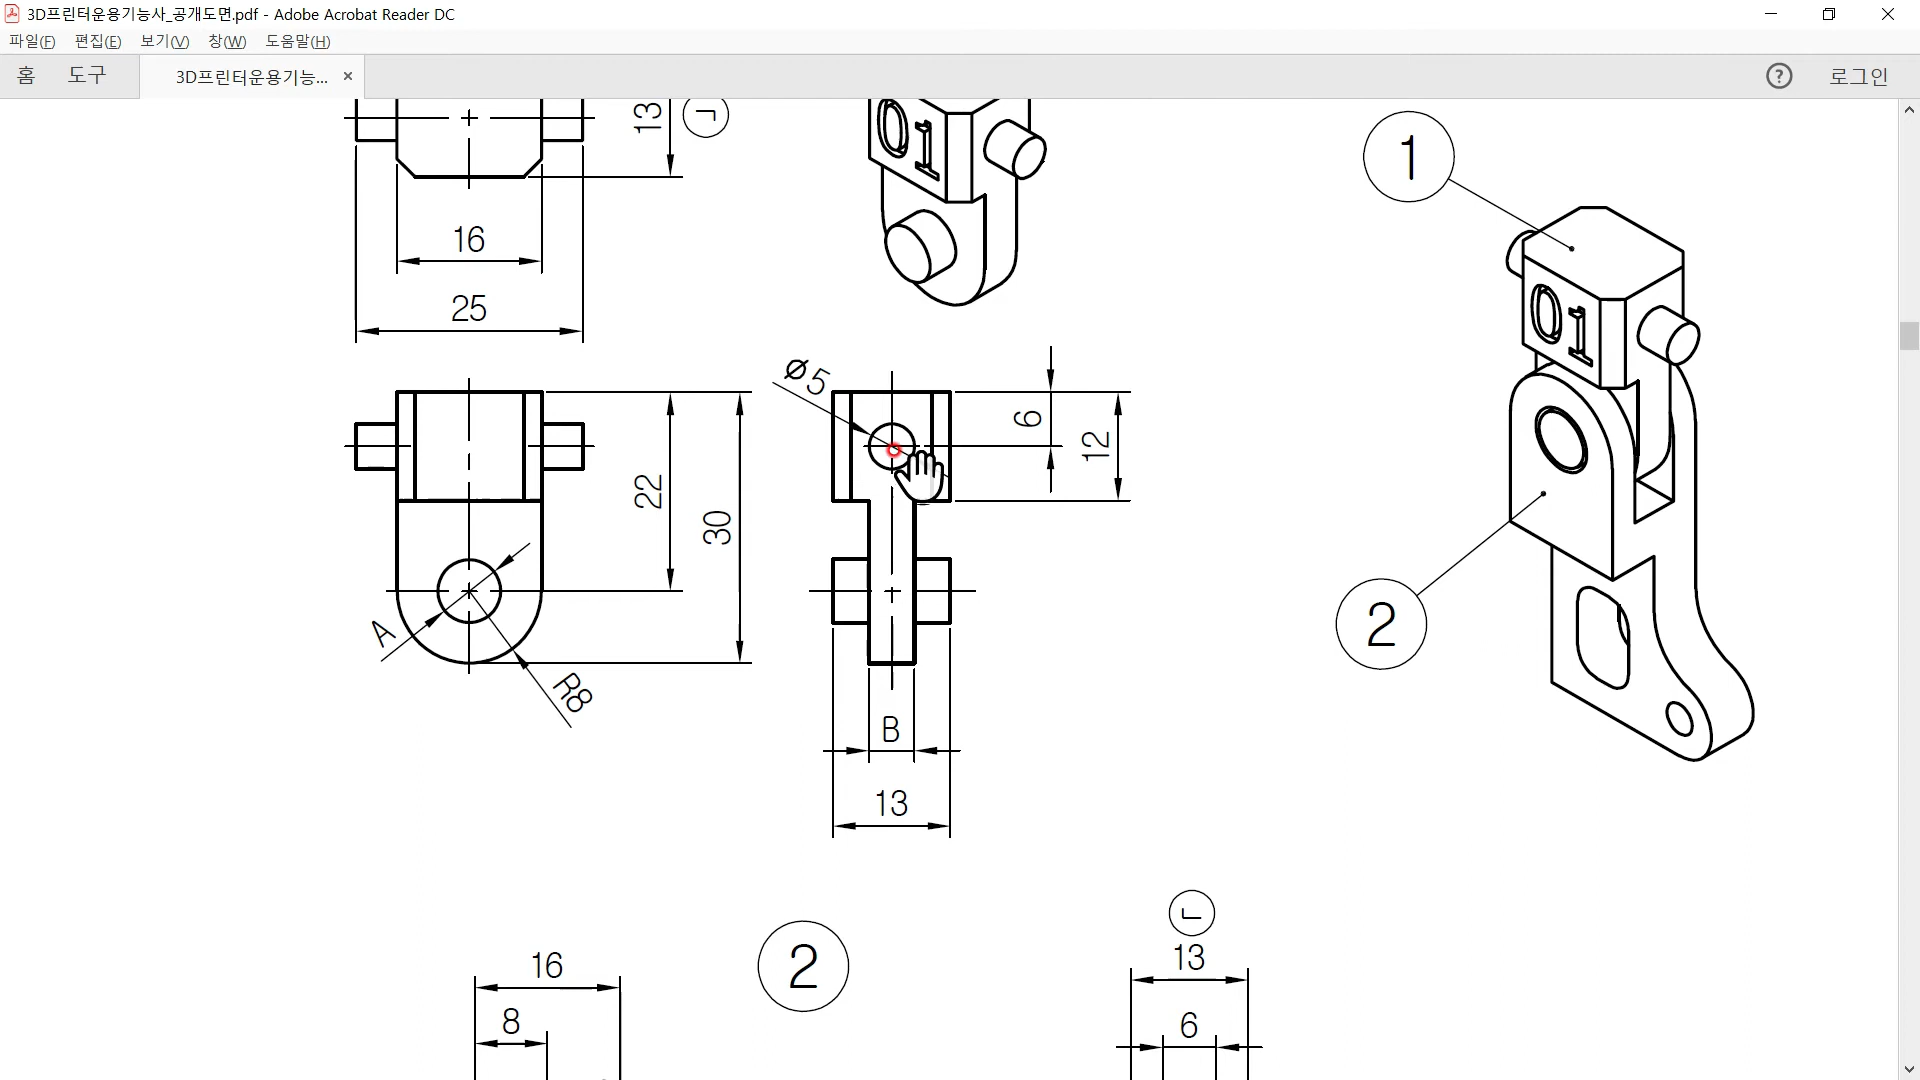 3D프린터운용기능사_공개도면.pdf - Adobe Acrobat Reader DC
파일(F) 편집(E) 보기(V) 창(W) 도움말(H)
홈 도구 3D프린터운용기능... × ? 로그인
13
ㄱ
01
1
16
25
01
⌀5
6
12
22
30
A
R8
B
13
2
2
16
8
ㄱ
13
6